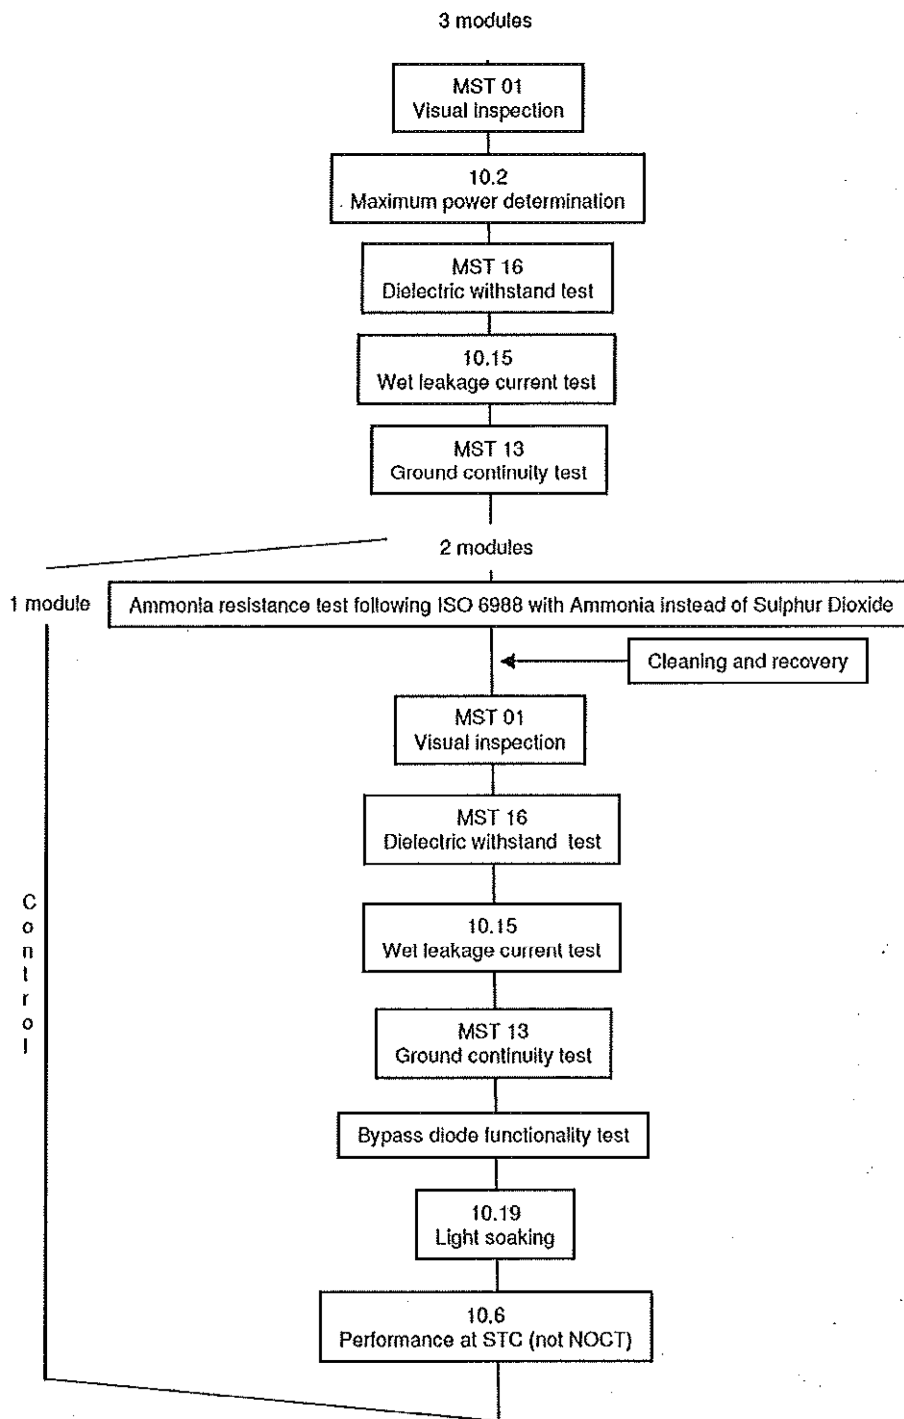 3 modules
MST 01
Visual inspection
10.2
Maximum power determination
MST 16
Dielectric withstand test
10.15
Wet leakage current test
MST 13
Ground continuity test
2 modules
1 module
Ammonia resistance test following ISO 6988 with Ammonia instead of Sulphur Dioxide
Cleaning and recovery
MST 01
Visual inspection
MST 16
Dielectric withstand test
10.15
Wet leakage current test
MST 13
Ground continuity test
Control
Bypass diode functionality test
10.19
Light soaking
10.6
Performance at STC (not NOCT)